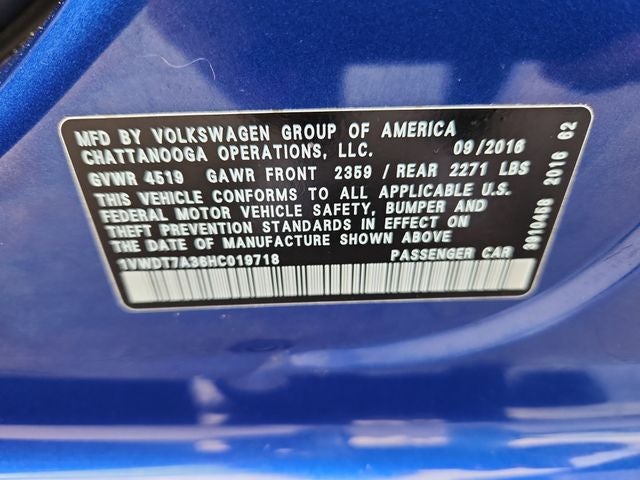 MFD BY VOLKSWAGEN GROUP OF AMERICA
CHATTANOOGA OPERATIONS, LLC. 09/2016
GVWR 4519 GAWR FRONT 2359 / REAR 2271 LBS
THIS VEHICLE CONFORMS TO ALL APPLICABLE U.S.
FEDERAL MOTOR VEHICLE SAFETY, BUMPER AND
THEFT PREVENTION STANDARDS IN EFFECT ON
THE DATE OF MANUFACTURE SHOWN ABOVE
1VWDT7A36HC019718 PASSENGER CAR
2016 62